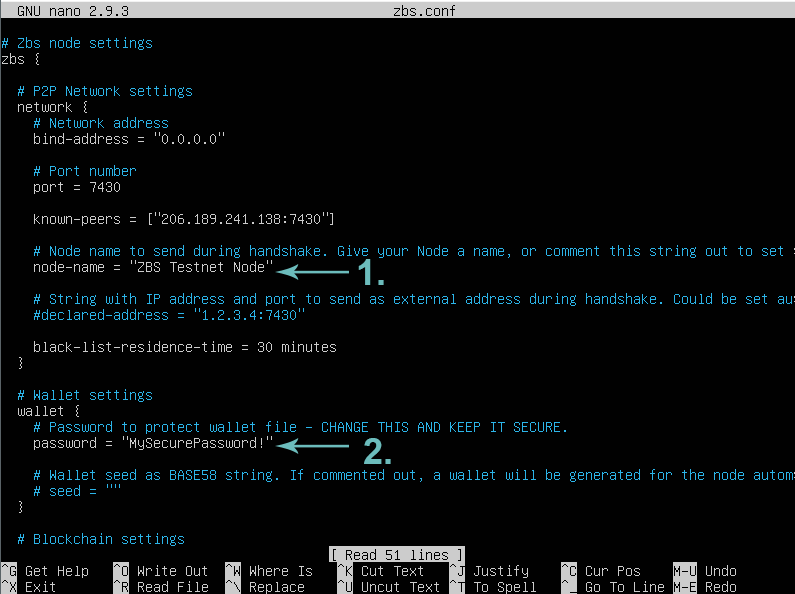 GNU nano 2.9.3 zbs.conf
# Zbs node settings
zbs {
# P2P Network settings
network {
# Network address
bind-address = "0.0.0.0"
# Port number
port = 7430
known-peers = ["206.189.241.138:7430"]
# Node name to send during handshake. Give your Node a name, or comment this string out to set
node-name = "ZBS Testnet Node" 1.
# String with IP address and port to send as external address during handshake. Could be set au
#declared-address = "1.2.3.4:7430"
black-list-residence-time = 30 minutes
}
# Wallet settings
wallet {
# Password to protect wallet file - CHANGE THIS AND KEEP IT SECURE.
password = "MySecurePassword!" 2.
# Wallet seed as BASE58 string. If commented out, a wallet will be generated for the node autom
# seed = ""
}
# Blockchain settings
[ Read 51 lines ]
^G Get Help ^O Write Out ^W Where Is ^K Cut Text ^J Justify ^C Cur Pos M-U Undo
^X Exit ^R Read File ^\ Replace ^U Uncut Text ^T To Spell ^_ Go To Line M-E Redo